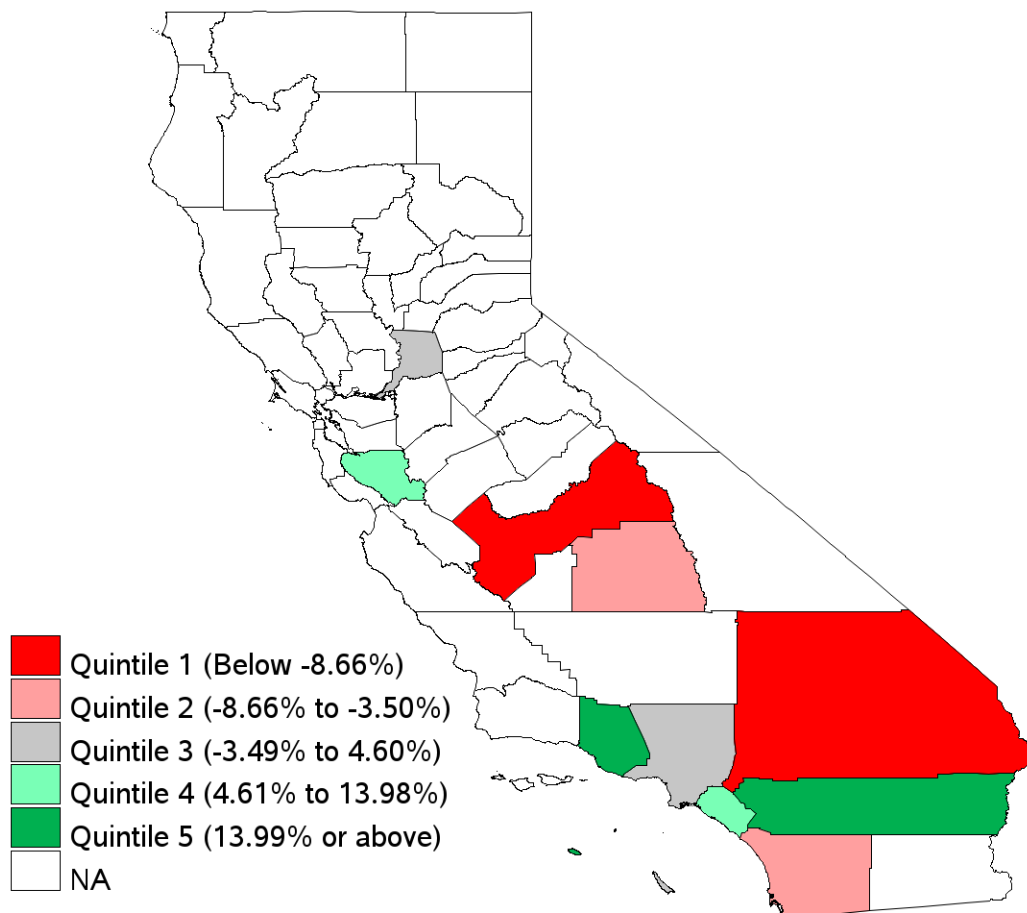 Quintile 1 (Below -8.66%)
Quintile 2 (-8.66% to -3.50%)
Quintile 3 (-3.49% to 4.60%)
Quintile 4 (4.61% to 13.98%)
Quintile 5 (13.99% or above)
NA